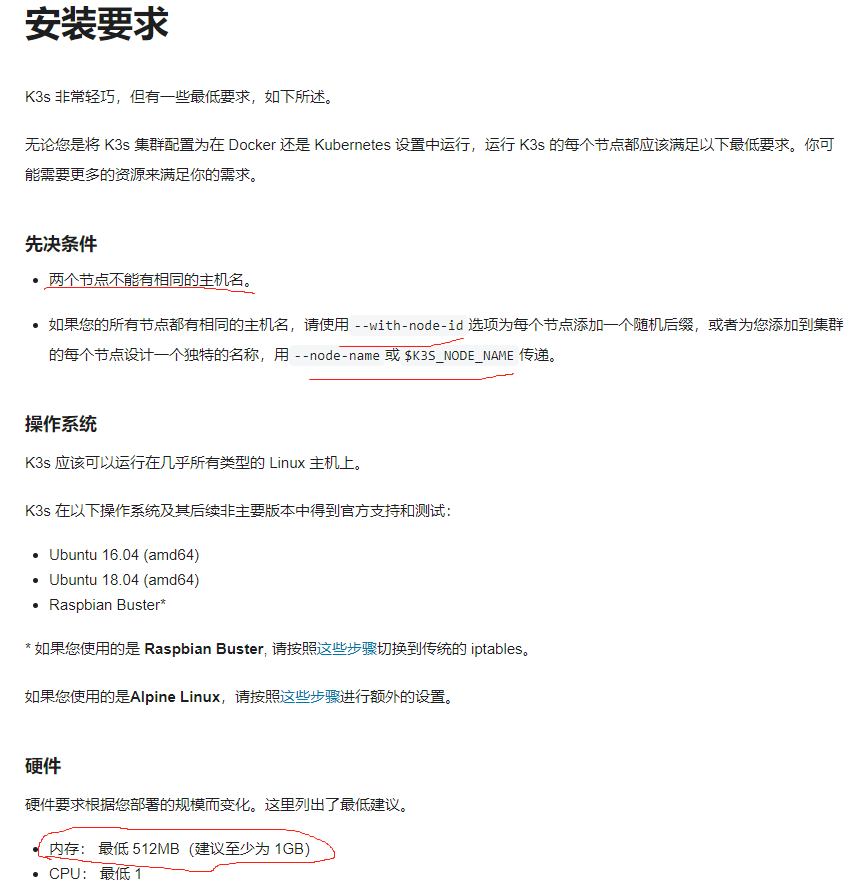 安装要求
K3s 非常轻巧，但有一些最低要求，如下所述。
无论您是将 K3s 集群配置为在 Docker 还是 Kubernetes 设置中运行，运行 K3s 的每个节点都应该满足以下最低要求。你可
能需要更多的资源来满足你的需求。
先决条件
• 两个节点不能有相同的主机名。
• 如果您的所有节点都有相同的主机名，请使用 --with-node-id 选项为每个节点添加一个随机后缀，或者为您添加到集群
的每个节点设计一个独特的名称，用 --node-name 或 $K3S_NODE_NAME 传递。
操作系统
K3s 应该可以运行在几乎所有类型的 Linux 主机上。
K3s 在以下操作系统及其后续非主要版本中得到官方支持和测试：
• Ubuntu 16.04 (amd64)
• Ubuntu 18.04 (amd64)
• Raspbian Buster*
* 如果您使用的是 Raspbian Buster, 请按照这些步骤切换到传统的 iptables。
如果您使用的是Alpine Linux，请按照这些步骤进行额外的设置。
硬件
硬件要求根据您部署的规模而变化。这里列出了最低建议。
• 内存： 最低 512MB（建议至少为 1GB）
• CPU： 最低 1